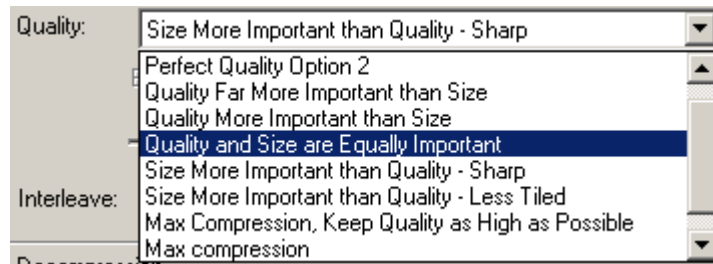 Quality: Size More Important than Quality - Sharp
Perfect Quality Option 2
Quality Far More Important than Size
Quality More Important than Size
Quality and Size are Equally Important
Size More Important than Quality - Sharp
Interleave: Size More Important than Quality - Less Tiled
Max Compression, Keep Quality as High as Possible
Max compression